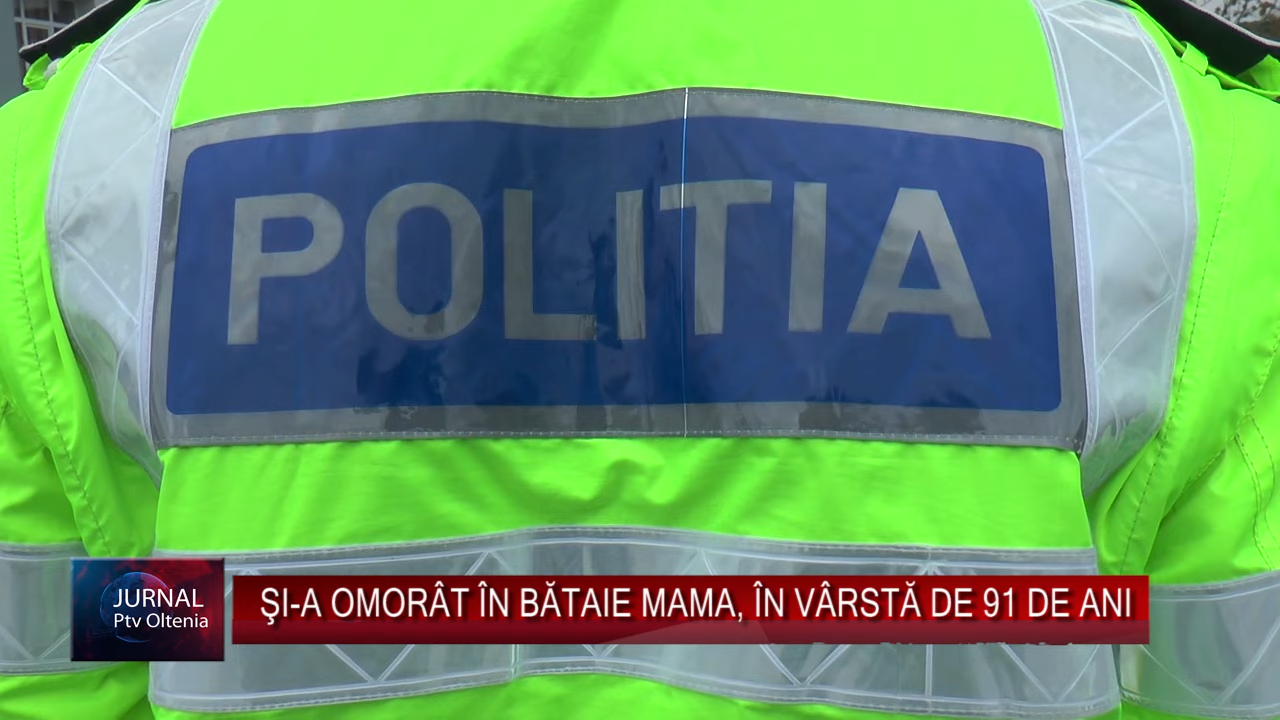 POLITIA
JURNAL
Ptv Oltenia
ŞI-A OMORÂT ÎN BĂTAIE MAMA, ÎN VÂRSTĂ DE 91 DE ANI